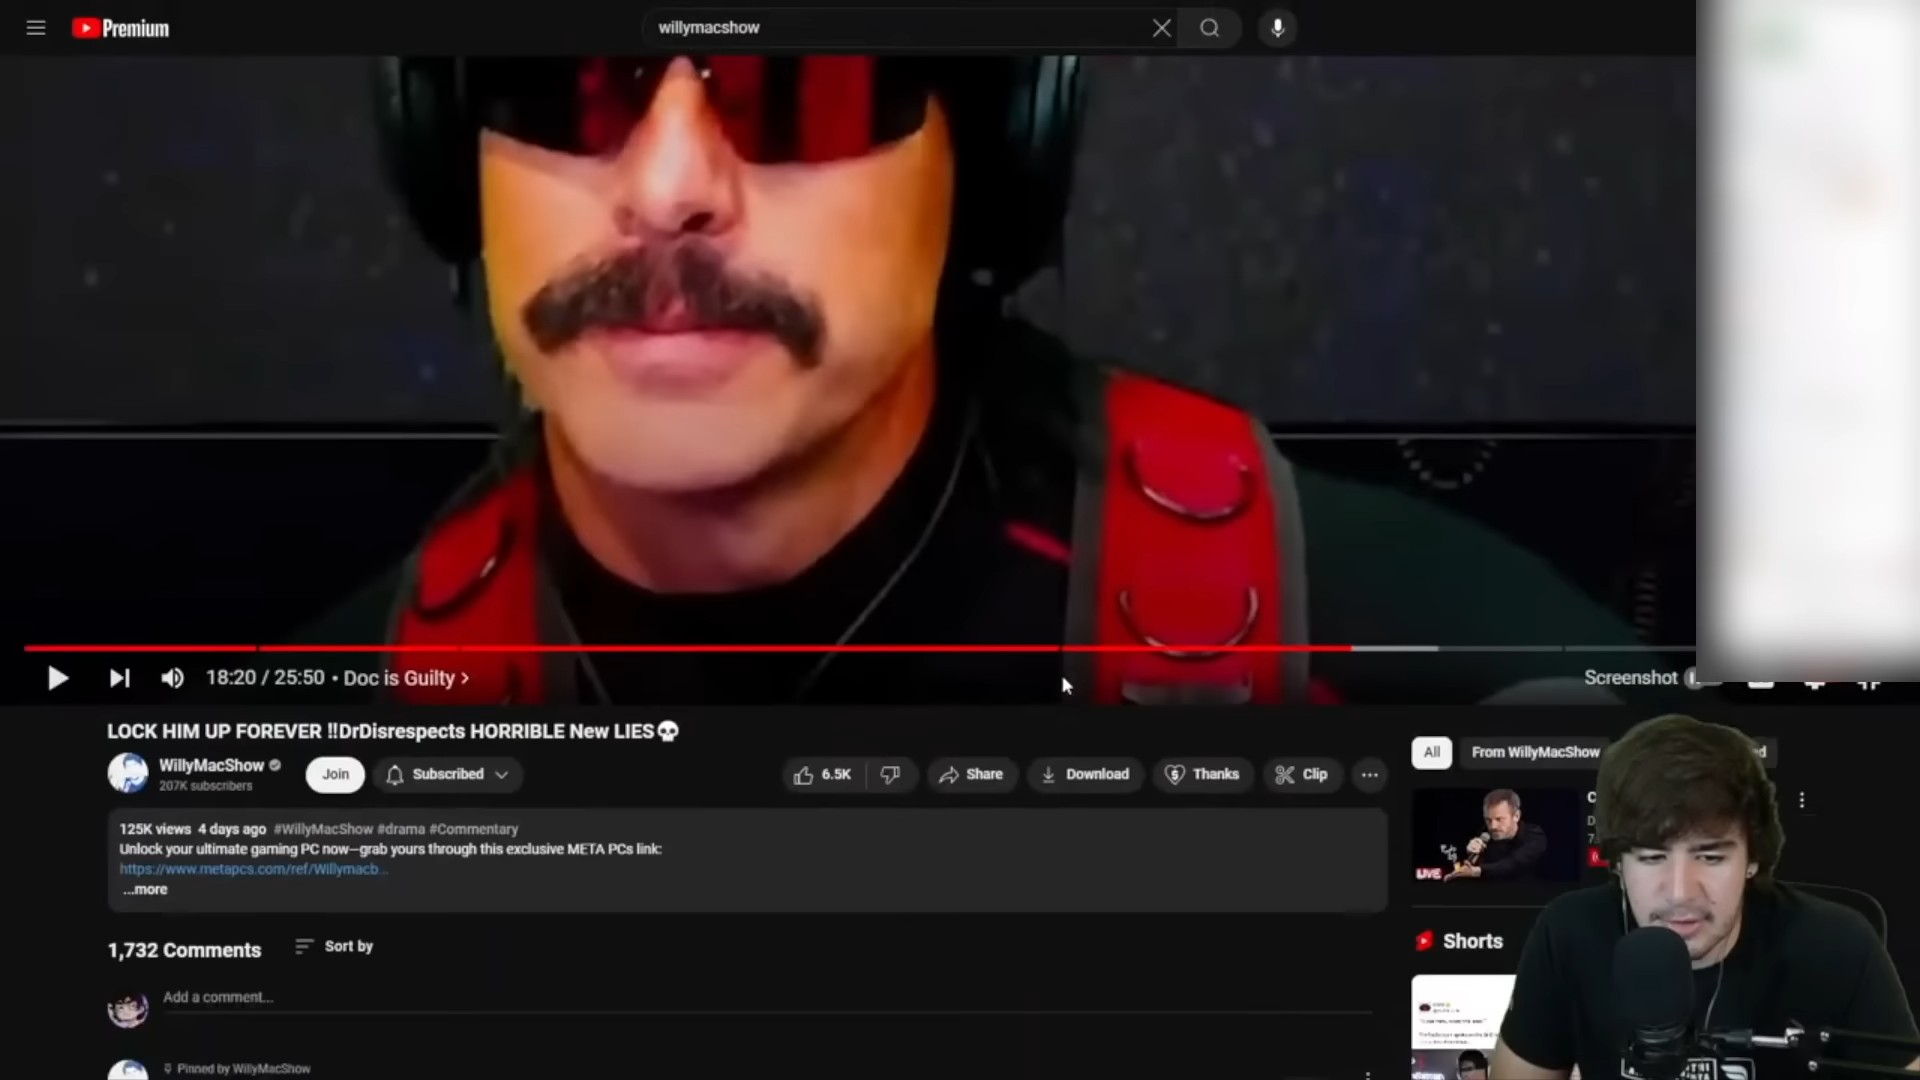 Premium
willymacshow
18:20 / 25:50 • Doc is Guilty >
Screenshot
LOCK HIM UP FOREVER ‼DrDisrespects HORRIBLE New LIES💀
WillyMacShow
207K subscribers
Join
Subscribed
6.5K
Share
Download
Thanks
Clip
All
From WillyMacShow
125K views 4 days ago #WillyMacShow #drama #Commentary
Unlock your ultimate gaming PC now—grab yours through this exclusive META PCs link:
https://www.metapcs.com/ref/Willymacb...
...more
LIVE
1,732 Comments
Sort by
Shorts
Add a comment...
Pinned by WillyMacShow